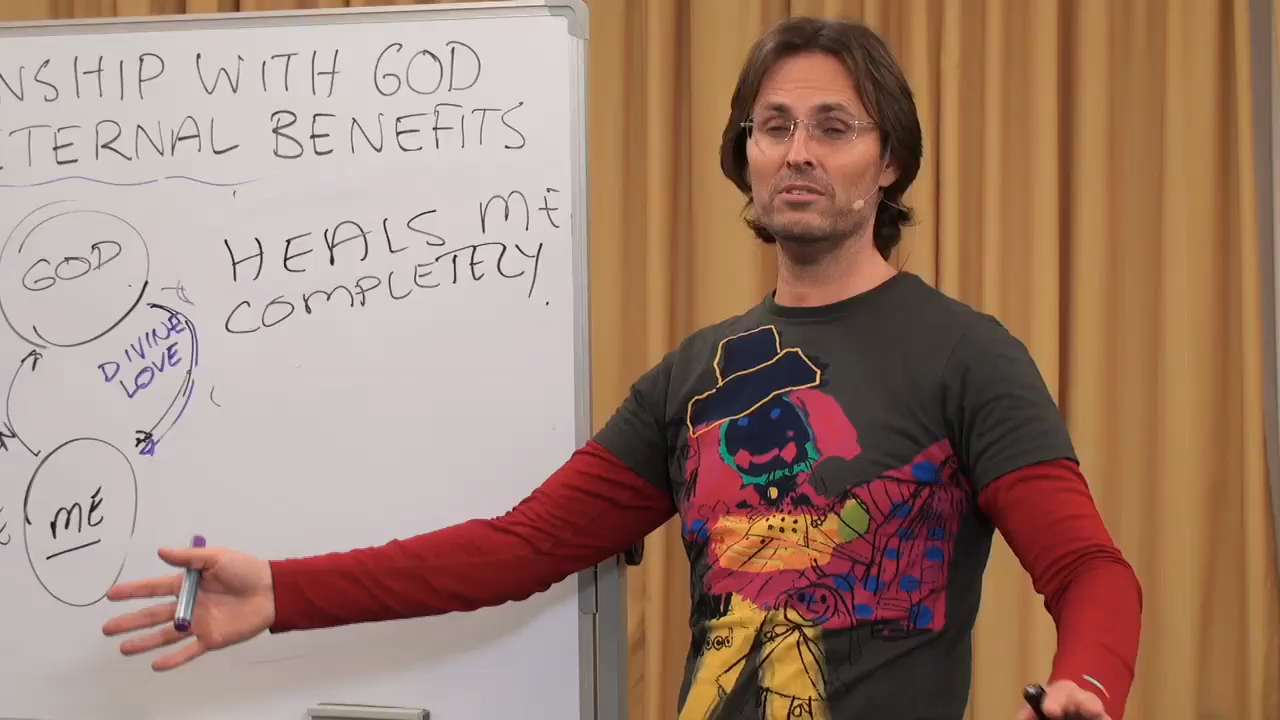 NSHIP WITH GOD
TERNAL BENEFITS
GOD
HEALS ME
COMPLETELY.
DIVINE
LOVE
ME